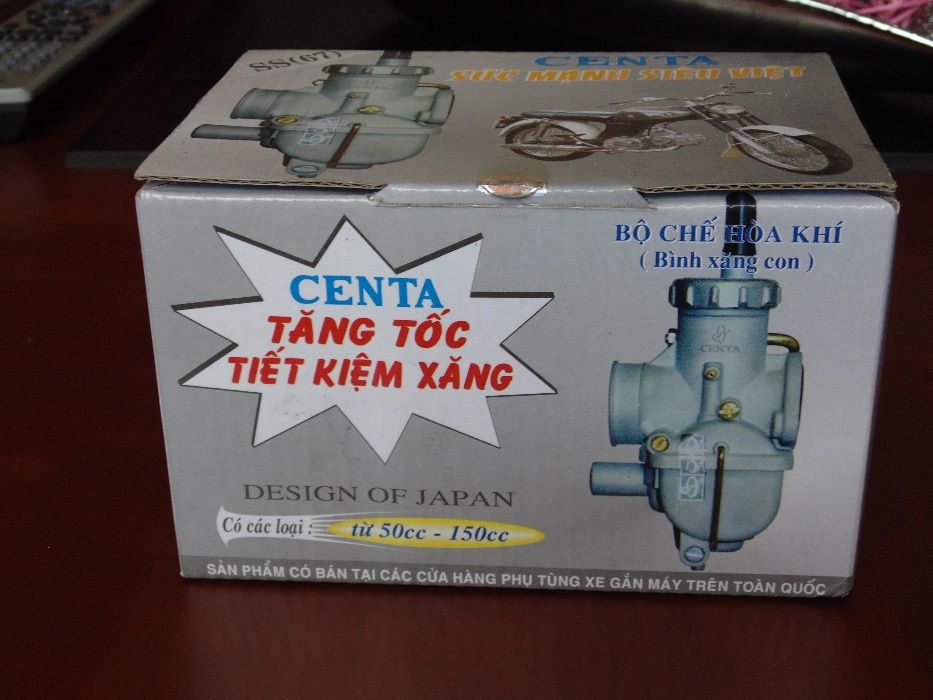 SS(67)
CENTA
SỨC MẠNH SIÊU VIỆT
CENTA
TĂNG TỐC
TIẾT KIỆM XĂNG
BỘ CHẾ HÒA KHÍ
( Bình xăng con )
CENTA
DESIGN OF JAPAN
Có các loại : từ 50cc - 150cc
SẢN PHẨM CÓ BÁN TẠI CÁC CỬA HÀNG PHỤ TÙNG XE GẮN MÁY TRÊN TOÀN QUỐC